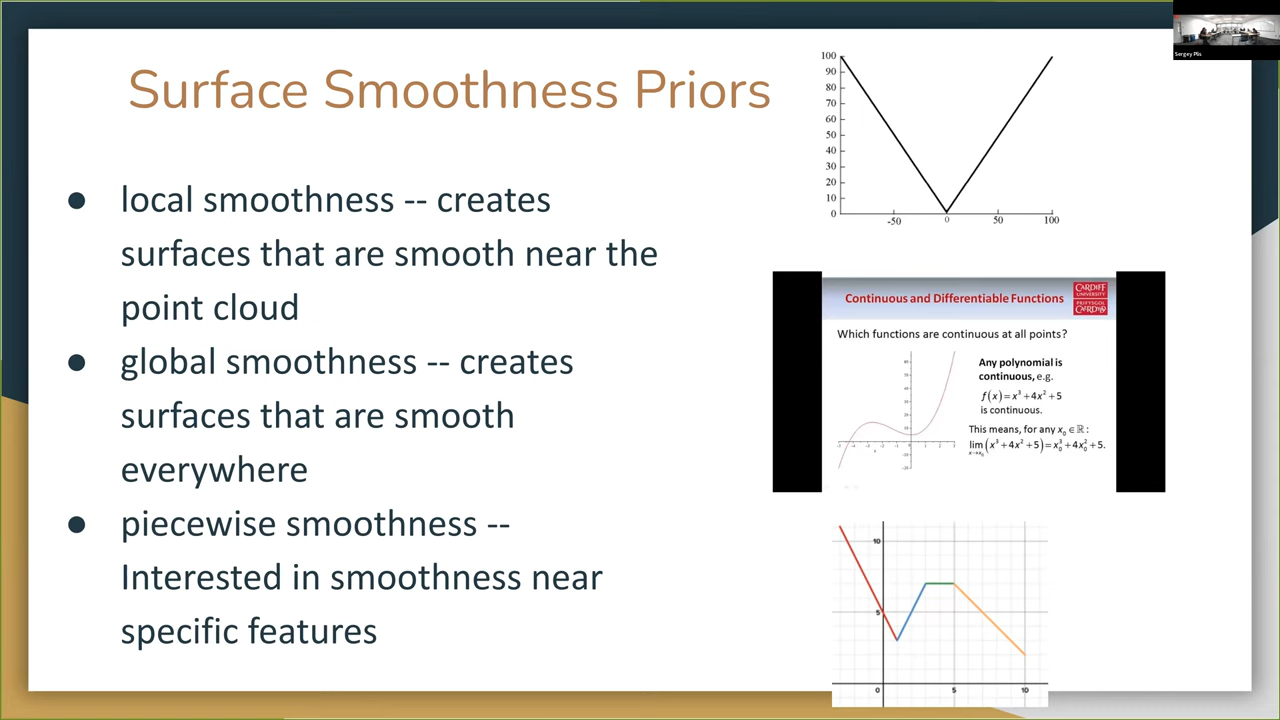 Surface Smoothness Priors
● local smoothness -- creates
surfaces that are smooth near the
point cloud
● global smoothness -- creates
surfaces that are smooth
everywhere
● piecewise smoothness --
Interested in smoothness near
specific features
100
90
80
70
60
50
40
30
20
10
0
-50 0 50 100
Continuous and Differentiable Functions
CARDIFF
UNIVERSITY
PRIFYSGOL
CAERDYDD
Which functions are continuous at all points?
Any polynomial is
continuous, e.g.
f(x)=x³+4x²+5
is continuous.
This means, for any x₀∈ℝ:
lim(x³+4x²+5)=x₀³+4x₀²+5.
x→x₀
10
5
0 5 10
Sergey Plis